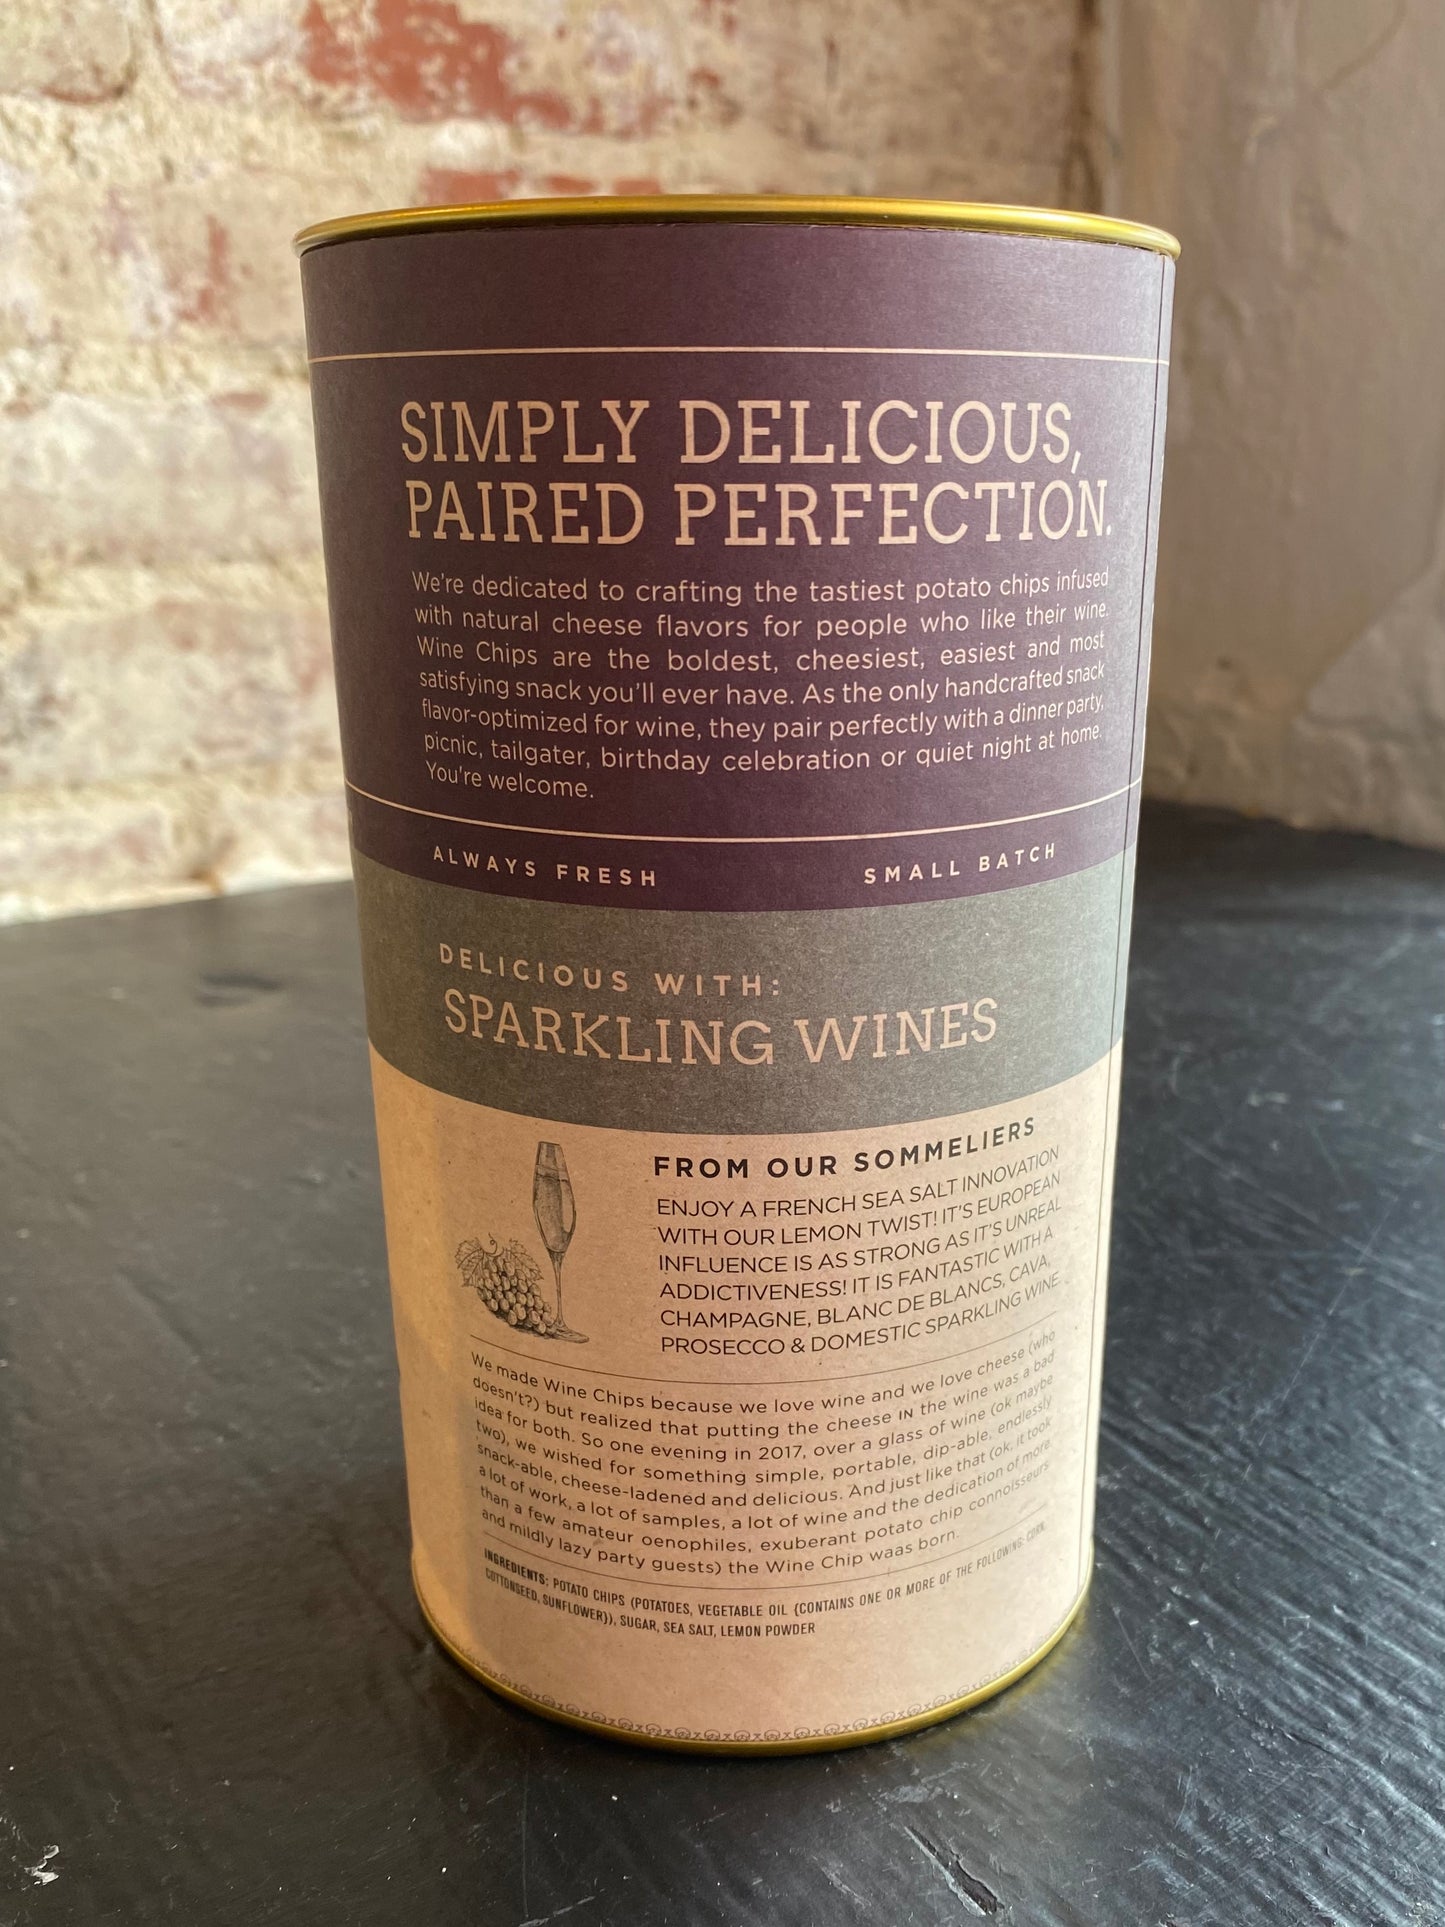 SIMPLY DELICIOUS,
PAIRED PERFECTION.
We're dedicated to crafting the tastiest potato chips infused
with natural cheese flavors for people who like their wine.
Wine Chips are the boldest, cheesiest, easiest and most
satisfying snack you'll ever have. As the only handcrafted snack
flavor-optimized for wine, they pair perfectly with a dinner party,
picnic, tailgater, birthday celebration or quiet night at home.
You're welcome.
ALWAYS FRESH SMALL BATCH
DELICIOUS WITH:
SPARKLING WINES
FROM OUR SOMMELIERS
ENJOY A FRENCH SEA SALT INNOVATION
WITH OUR LEMON TWIST! IT'S EUROPEAN
INFLUENCE IS AS STRONG AS IT'S UNREAL
ADDICTIVENESS! IT IS FANTASTIC WITH A
CHAMPAGNE, BLANC DE BLANCS, CAVA,
PROSECCO & DOMESTIC SPARKLING WINE.
We made Wine Chips because we love wine and we love cheese (who
doesn't?) but realized that putting the cheese IN the wine was a bad
idea for both. So one evening in 2017, over a glass of wine (ok maybe
two), we wished for something simple, portable, dip-able, endlessly
snack-able, cheese-ladened and delicious. And just like that (ok, it took
a lot of work, a lot of samples, a lot of wine and the dedication of more
than a few amateur oenophiles, exuberant potato chip connoisseurs
and mildly lazy party guests) the Wine Chip waas born.
INGREDIENTS: POTATO CHIPS (POTATOES, VEGETABLE OIL {CONTAINS ONE OR MORE OF THE FOLLOWING: CORN,
COTTONSEED, SUNFLOWER}), SUGAR, SEA SALT, LEMON POWDER